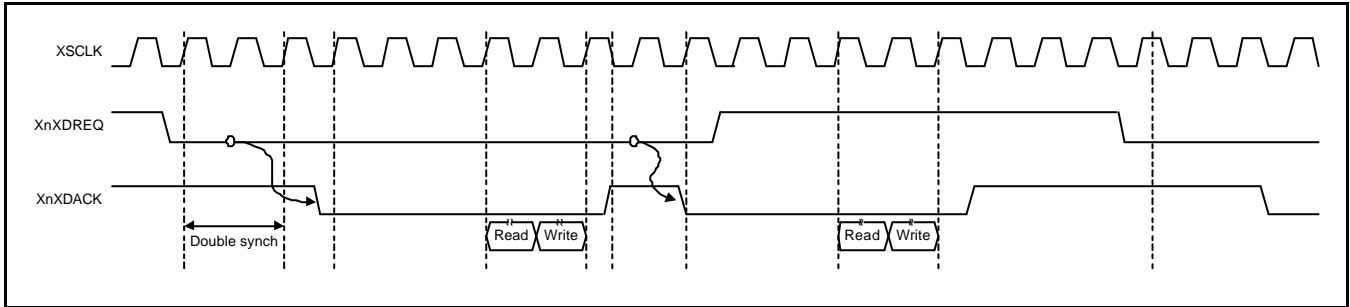 XSCLK
XnXDREQ
XnXDACK
Double synch
Read Write
Read Write